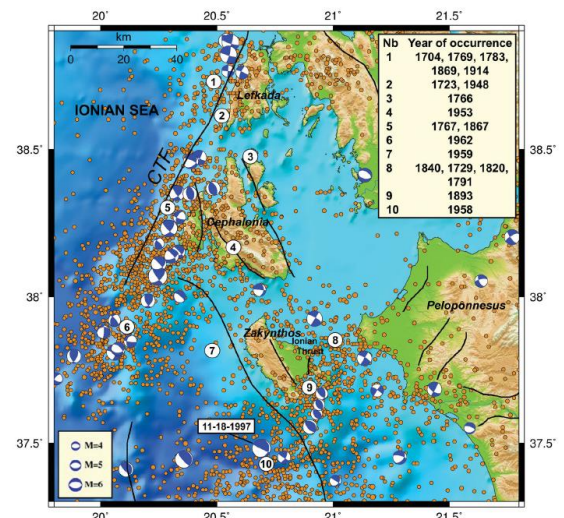 20˚ 20.5˚ 21˚ 21.5˚
km
0 20 40
IONIAN SEA
CTF
Lefkada
Cephalonia
Zakynthos
Ionian
Thrust
Peloponnesus
11-18-1997
1
2
3
4
5
6
7
8
9
10
Nb Year of occurrence
1 1704, 1769, 1783,
1869, 1914
2 1723, 1948
3 1766
4 1953
5 1767, 1867
6 1962
7 1959
8 1840, 1729, 1820,
1791
9 1893
10 1958
38.5˚ 38.5˚
38˚ 38˚
37.5˚ 37.5˚
M=4
M=5
M=6
20˚ 20.5˚ 21˚ 21.5˚